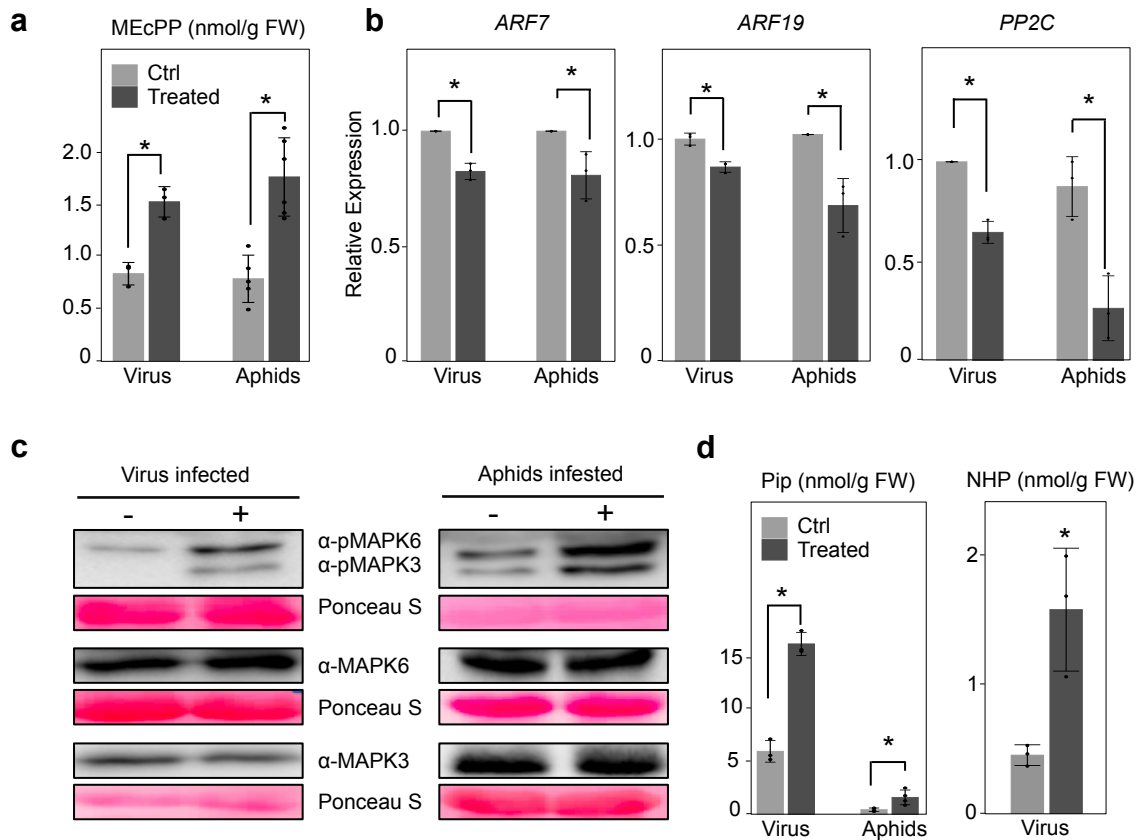 a
MEcPP (nmol/g FW)
Ctrl
Treated
*
*
2.0
1.5
1.0
0.5
0
Virus Aphids
b
ARF7 ARF19 PP2C
Relative Expression
* *
1.0
0.5
0
Virus Aphids
* *
1.0
0.5
0
Virus Aphids
* *
1.0
0.5
0
Virus Aphids
c
Virus infected Aphids infested
- + - +
α-pMAPK6
α-pMAPK3
Ponceau S
α-MAPK6
Ponceau S
α-MAPK3
Ponceau S
d
Pip (nmol/g FW)
Ctrl
Treated
*
*
15
10
5
0
Virus Aphids
NHP (nmol/g FW)
*
2
1
0
Virus